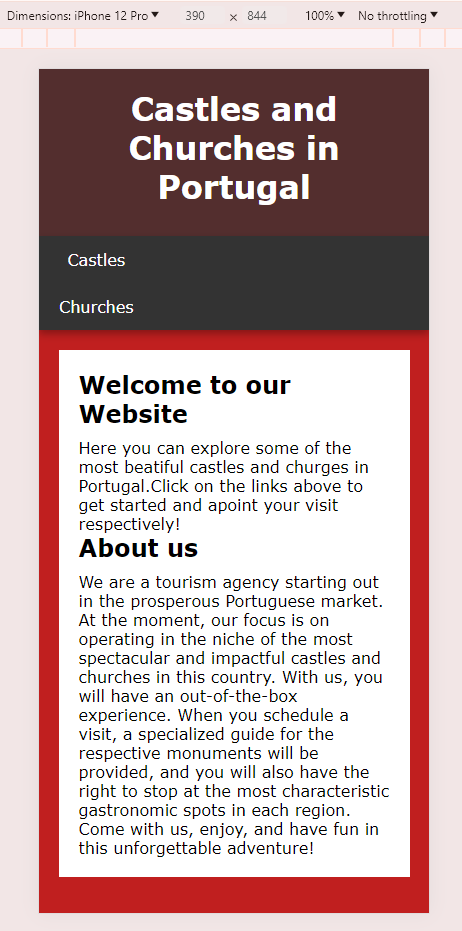 Dimensions: iPhone 12 Pro ▼ 390 × 844 100% ▼ No throttling ▼
Castles and
Churches in
Portugal
Castles
Churches
Welcome to our
Website
Here you can explore some of the
most beatiful castles and churges in
Portugal.Click on the links above to
get started and apoint your visit
respectively!
About us
We are a tourism agency starting out
in the prosperous Portuguese market.
At the moment, our focus is on
operating in the niche of the most
spectacular and impactful castles and
churches in this country. With us, you
will have an out-of-the-box
experience. When you schedule a
visit, a specialized guide for the
respective monuments will be
provided, and you will also have the
right to stop at the most characteristic
gastronomic spots in each region.
Come with us, enjoy, and have fun in
this unforgettable adventure!